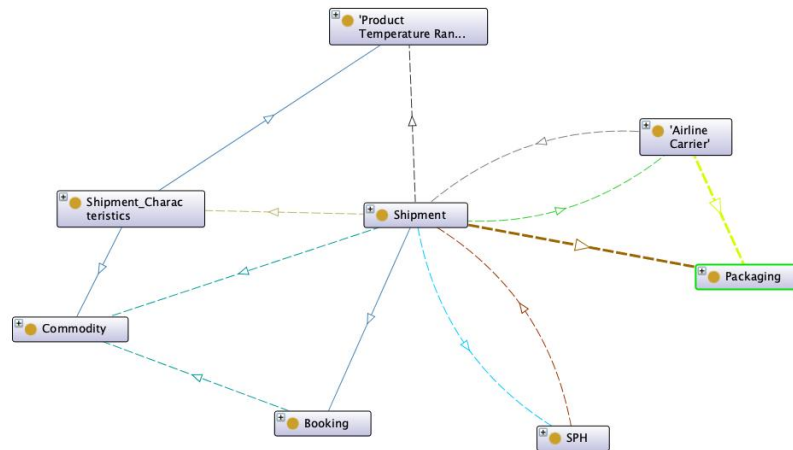 'Product
Temperature Ran...
'Airline
Carrier'
Shipment_Charac
teristics
Shipment
Packaging
Commodity
Booking
SPH